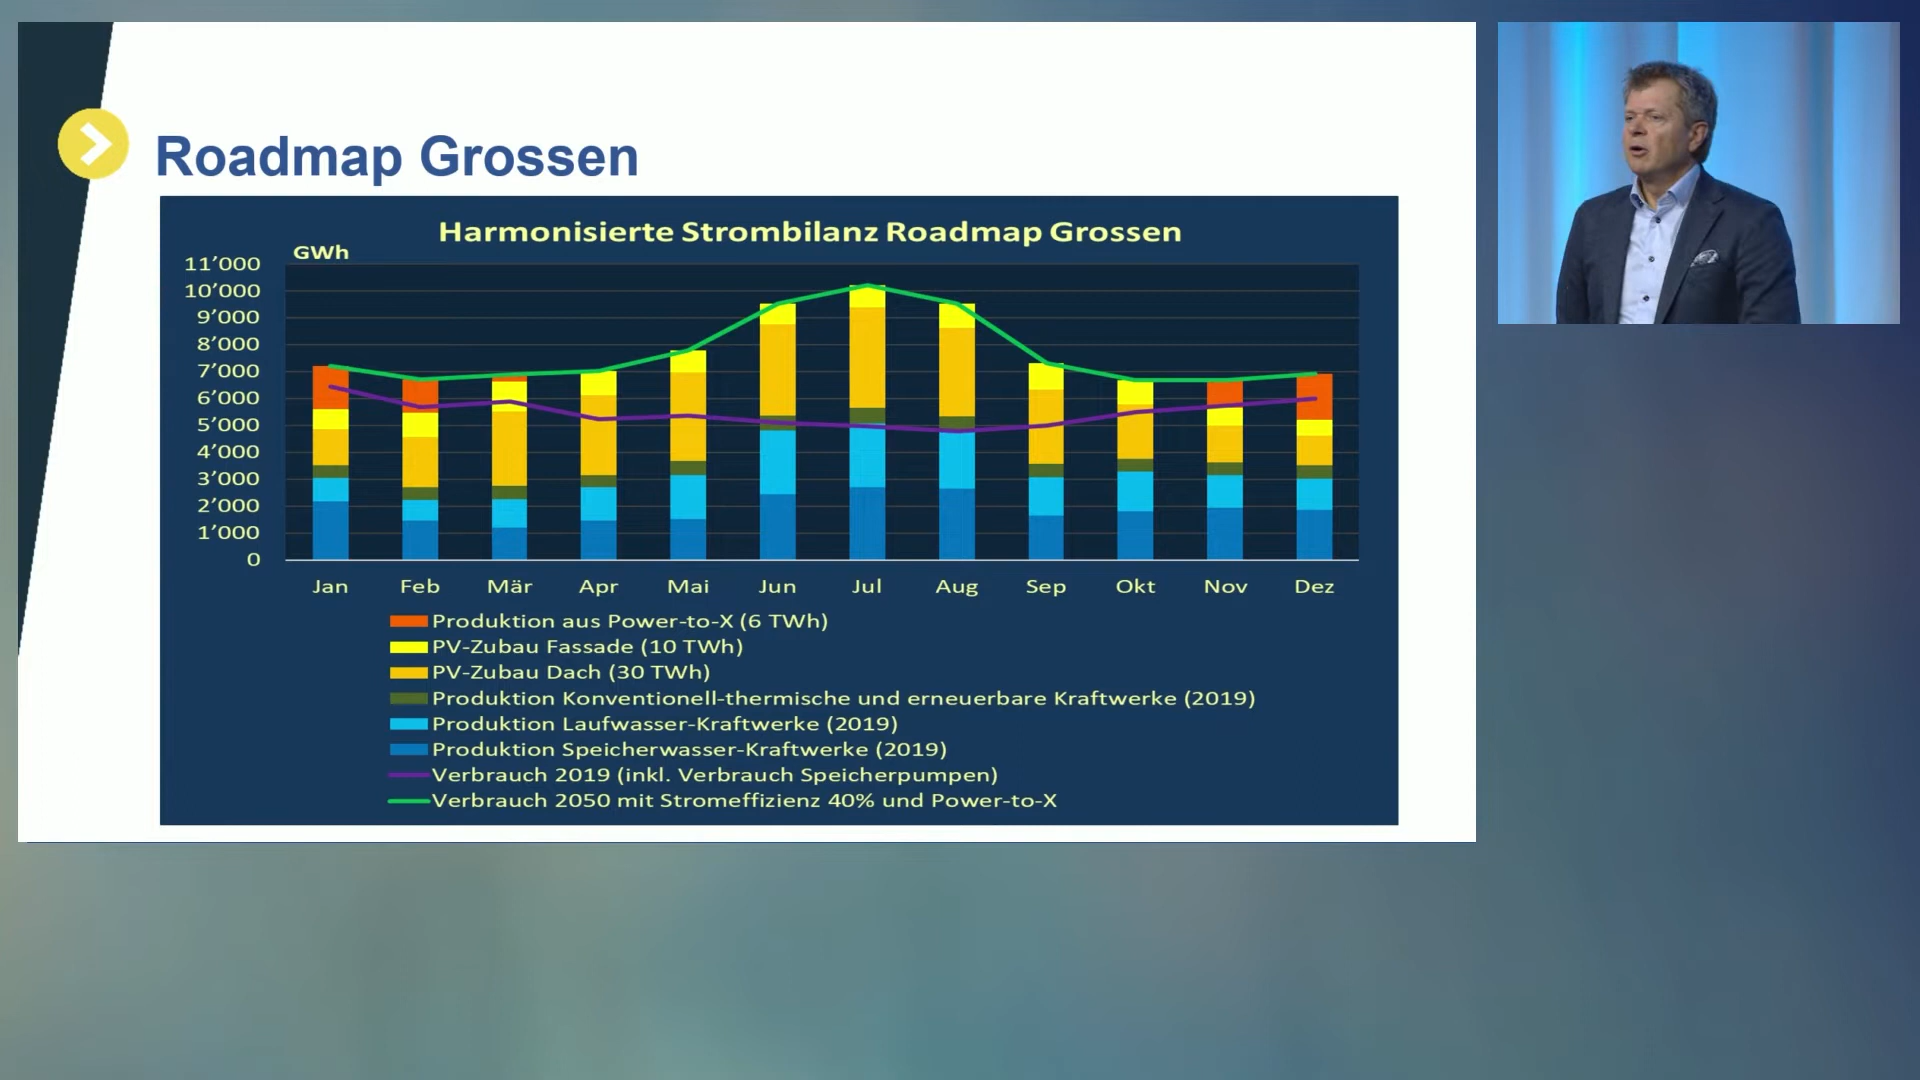 Roadmap Grossen
Harmonisierte Strombilanz Roadmap Grossen
GWh
11’000
10’000
9’000
8’000
7’000
6’000
5’000
4’000
3’000
2’000
1’000
0
Jan Feb Mär Apr Mai Jun Jul Aug Sep Okt Nov Dez
Produktion aus Power-to-X (6 TWh)
PV-Zubau Fassade (10 TWh)
PV-Zubau Dach (30 TWh)
Produktion Konventionell-thermische und erneuerbare Kraftwerke (2019)
Produktion Laufwasser-Kraftwerke (2019)
Produktion Speicherwasser-Kraftwerke (2019)
Verbrauch 2019 (inkl. Verbrauch Speicherpumpen)
Verbrauch 2050 mit Stromeffizienz 40% und Power-to-X